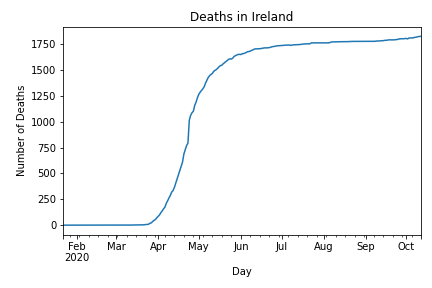 Deaths in Ireland
Number of Deaths
1750
1500
1250
1000
750
500
250
0
Feb Mar Apr May Jun Jul Aug Sep Oct
2020
Day